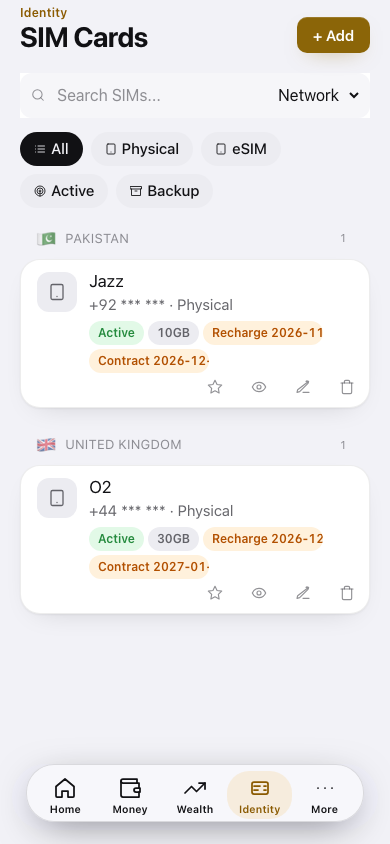 Identity
SIM Cards
+ Add
Search SIMs...
Network
All
Physical
eSIM
Active
Backup
PAKISTAN
1
Jazz
+92 *** *** · Physical
Active
10GB
Recharge 2026-11
Contract 2026-12-
UNITED KINGDOM
1
O2
+44 *** *** · Physical
Active
30GB
Recharge 2026-12
Contract 2027-01-
Home
Money
Wealth
Identity
More